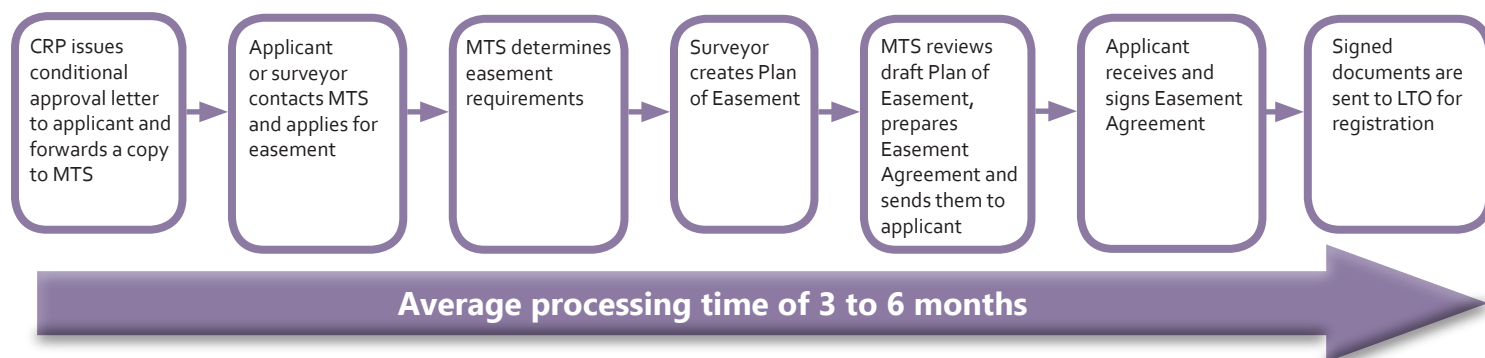 CRP issues
conditional
approval letter
to applicant and
forwards a copy
to MTS
Applicant
or surveyor
contacts MTS
and applies for
easement
MTS determines
easement
requirements
Surveyor
creates Plan
of Easement
MTS reviews
draft Plan of
Easement,
prepares
Easement
Agreement and
sends them to
applicant
Applicant
receives and
signs Easement
Agreement
Signed
documents are
sent to LTO for
registration
Average processing time of 3 to 6 months